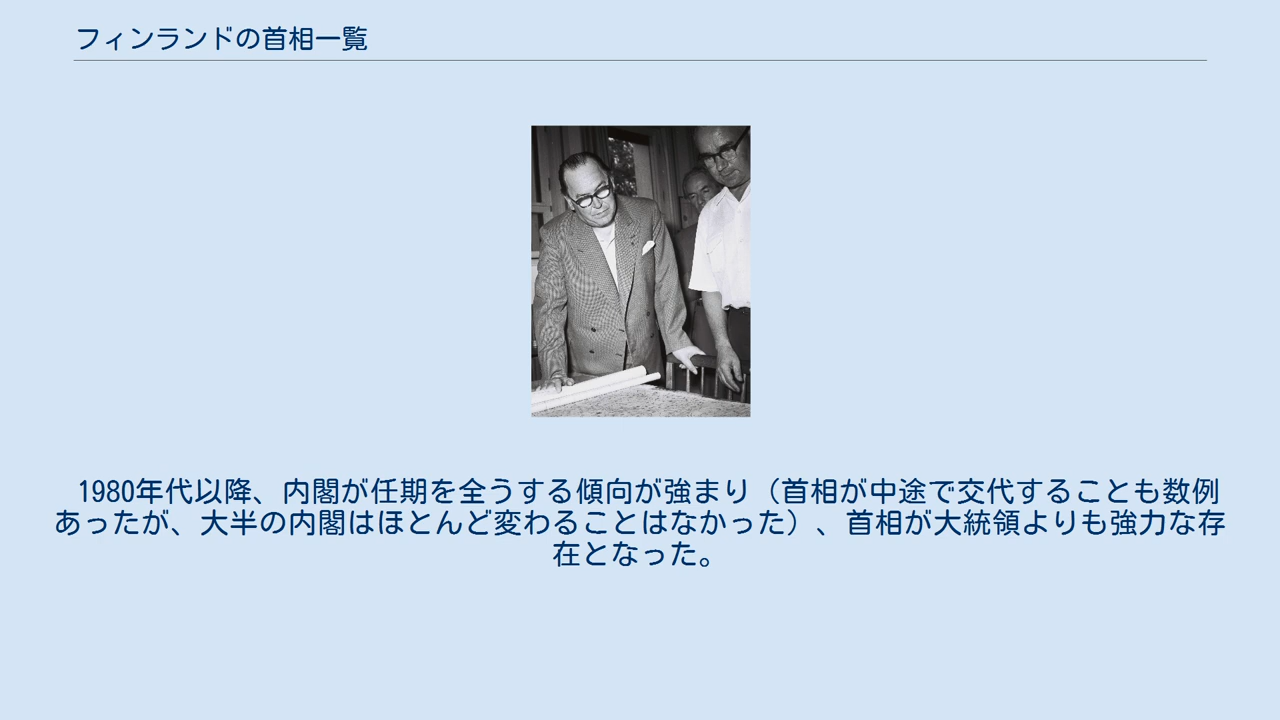 フィンランドの首相一覧
1980年代以降、内閣が任期を全うする傾向が強まり（首相が中途で交代することも数例
あったが、大半の内閣はほとんど変わることはなかった）、首相が大統領よりも強力な存
在となった。